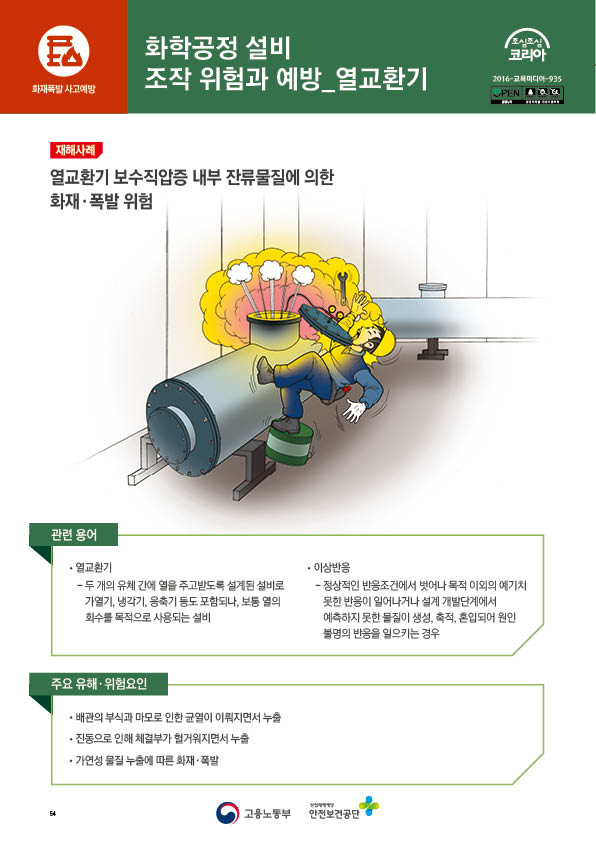 화재폭발 사고예방
화학공정 설비
조작 위험과 예방_열교환기
조심조심
코리아
2016-교육미디어-935
OPEN
재해사례
열교환기 보수직압증 내부 잔류물질에 의한
화재·폭발 위험
관련 용어
• 열교환기
– 두 개의 유체 간에 열을 주고받도록 설계된 설비로
가열기, 냉각기, 응축기 등도 포함되나, 보통 열의
회수를 목적으로 사용되는 설비
• 이상반응
– 정상적인 반응조건에서 벗어나 목적 이외의 예기치
못한 반응이 일어나거나 설계 개발단계에서
예측하지 못한 물질이 생성, 축적, 혼입되어 원인
불명의 반응을 일으키는 경우
주요 유해·위험요인
• 배관의 부식과 마모로 인한 균열이 이뤄지면서 누출
• 진동으로 인해 체결부가 헐거워지면서 누출
• 가연성 물질 누출에 따른 화재·폭발
54
고용노동부
산업재해예방
안전보건공단